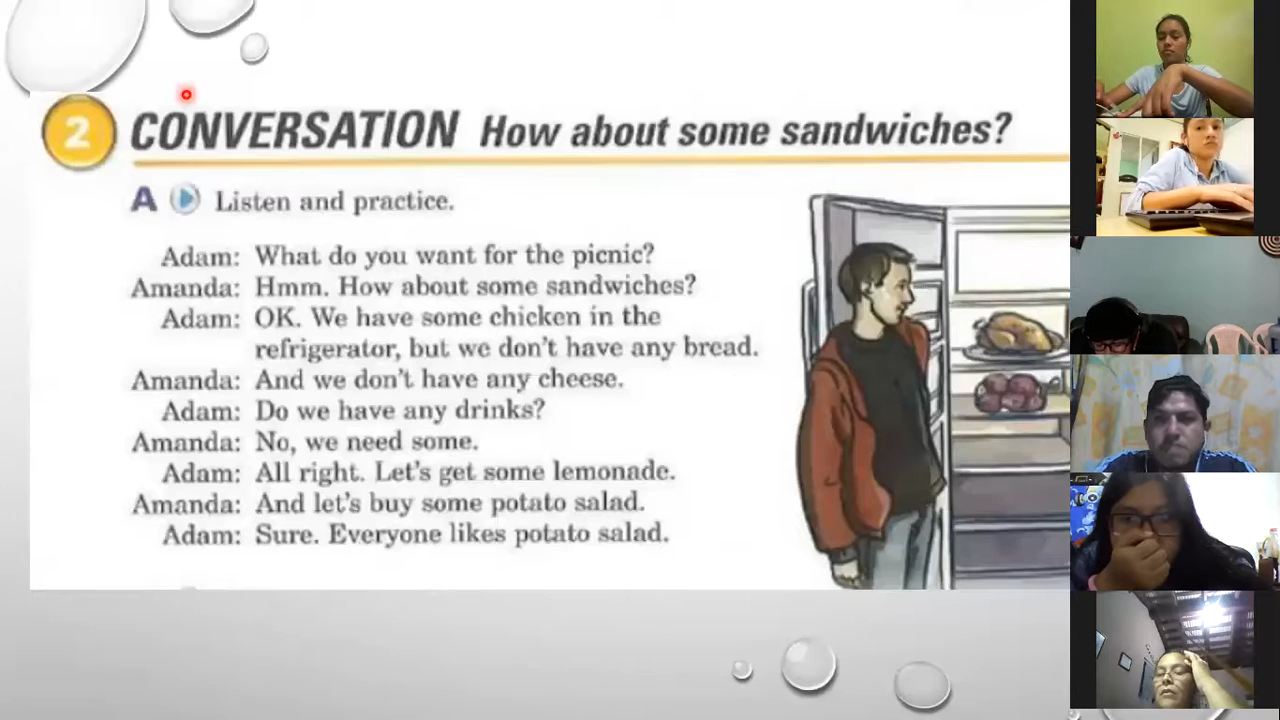 2 CONVERSATION How about some sandwiches?
A Listen and practice.
Adam: What do you want for the picnic?
Amanda: Hmm. How about some sandwiches?
Adam: OK. We have some chicken in the
refrigerator, but we don't have any bread.
Amanda: And we don't have any cheese.
Adam: Do we have any drinks?
Amanda: No, we need some.
Adam: All right. Let's get some lemonade.
Amanda: And let's buy some potato salad.
Adam: Sure. Everyone likes potato salad.